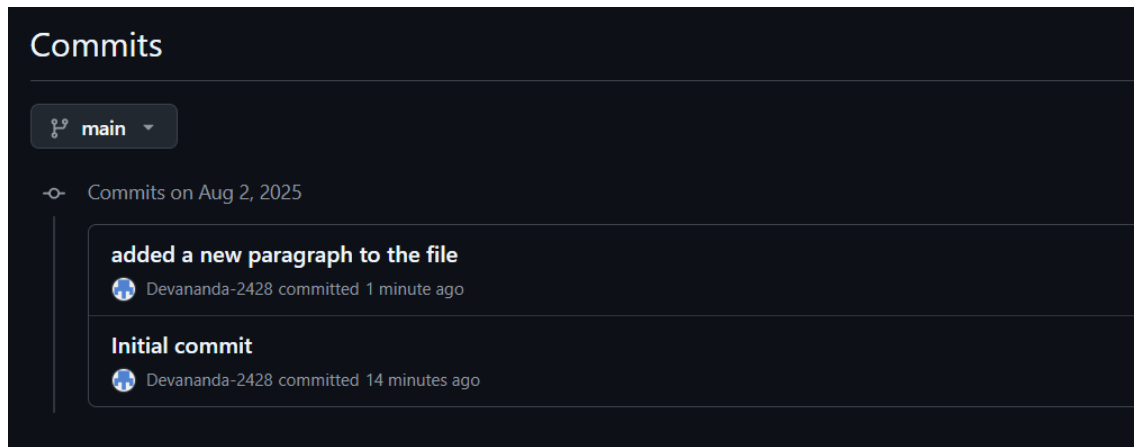 Commits
main
Commits on Aug 2, 2025
added a new paragraph to the file
Devananda-2428 committed 1 minute ago
Initial commit
Devananda-2428 committed 14 minutes ago